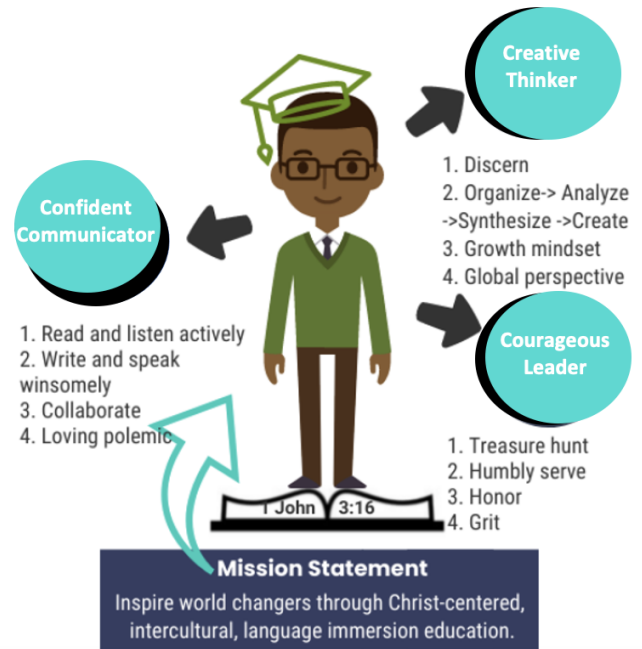 Creative
Thinker
1. Discern
2. Organize-> Analyze
->Synthesize ->Create
3. Growth mindset
4. Global perspective
Confident
Communicator
1. Read and listen actively
2. Write and speak
winsomely
3. Collaborate
4. Loving polemic
Courageous
Leader
1. Treasure hunt
2. Humbly serve
3. Honor
4. Grit
1 John 3:16
Mission Statement
Inspire world changers through Christ-centered,
intercultural, language immersion education.